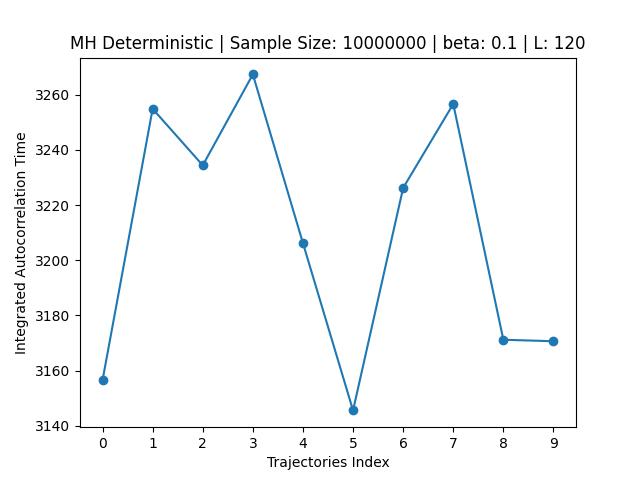 MH Deterministic | Sample Size: 10000000 | beta: 0.1 | L: 120
Integrated Autocorrelation Time
3260
3240
3220
3200
3180
3160
3140
0 1 2 3 4 5 6 7 8 9
Trajectories Index